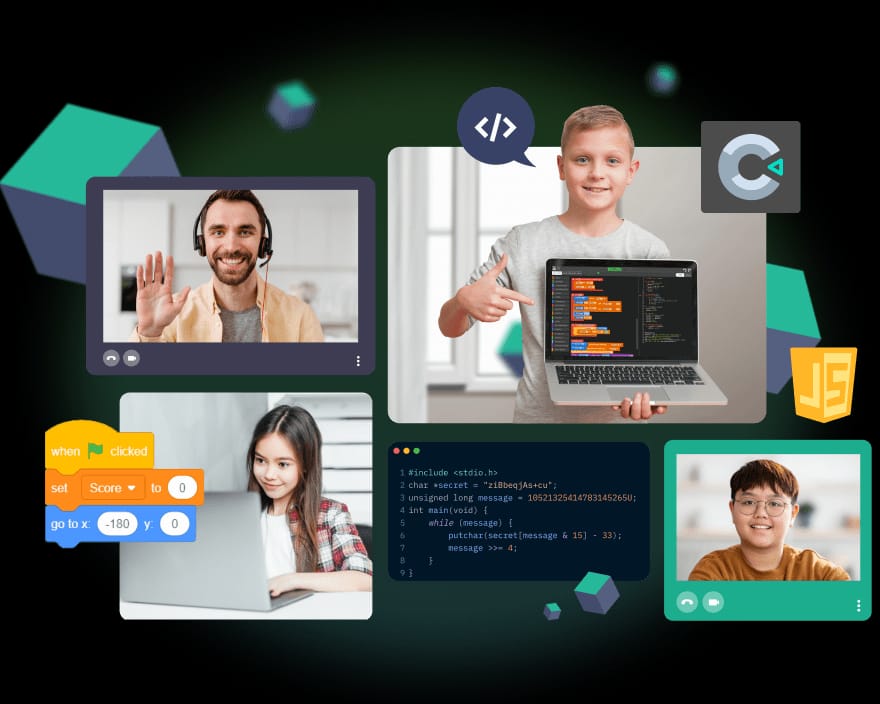 </>
JS
when clicked
set Score to 0
go to x: -180 y: 0
1 #include <stdio.h>
2 char *secret = "ziBbeqjAs+cu";
3 unsigned long message = 1052132541478314​5265U;
4 int main(void) {
5 while (message) {
6 putchar(secret[message & 15] - 33);
7 message >>= 4;
8 }
9 }